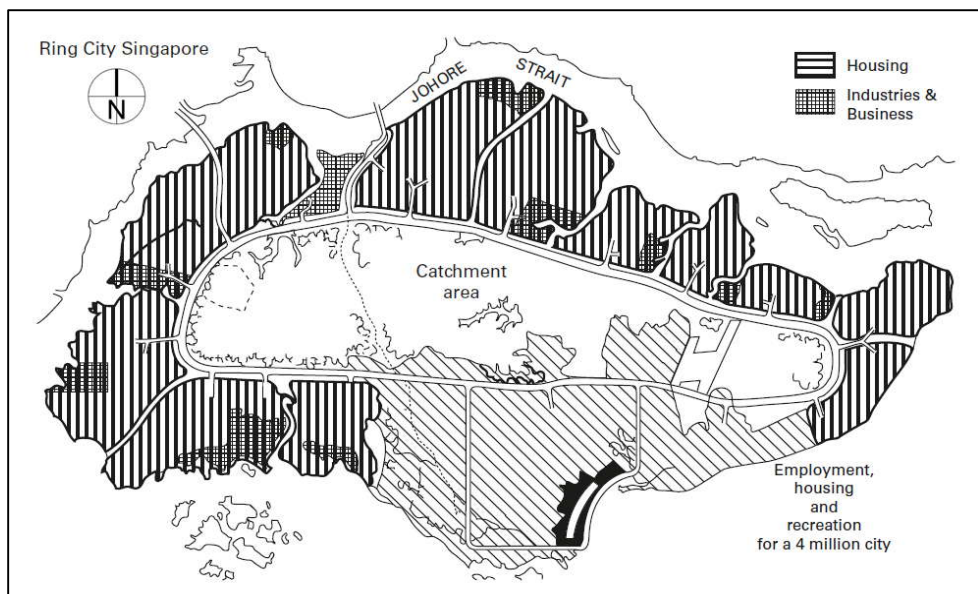 Ring City Singapore
N
JOHORE STRAIT
Housing
Industries &
Business
Catchment
area
Employment,
housing
and
recreation
for a 4 million city